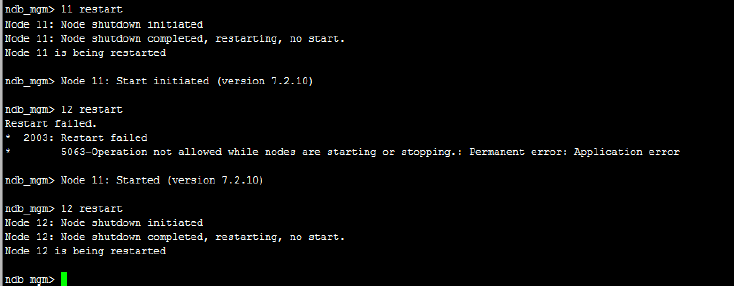 ndb_mgm> 11 restart
Node 11: Node shutdown initiated
Node 11: Node shutdown completed, restarting, no start.
Node 11 is being restarted
ndb_mgm> Node 11: Start initiated (version 7.2.10)
ndb_mgm> 12 restart
Restart failed.
*  2003: Restart failed
*        5063-Operation not allowed while nodes are starting or stopping.: Permanent error: Application error
ndb_mgm> Node 11: Started (version 7.2.10)
ndb_mgm> 12 restart
Node 12: Node shutdown initiated
Node 12: Node shutdown completed, restarting, no start.
Node 12 is being restarted
ndb_mgm>